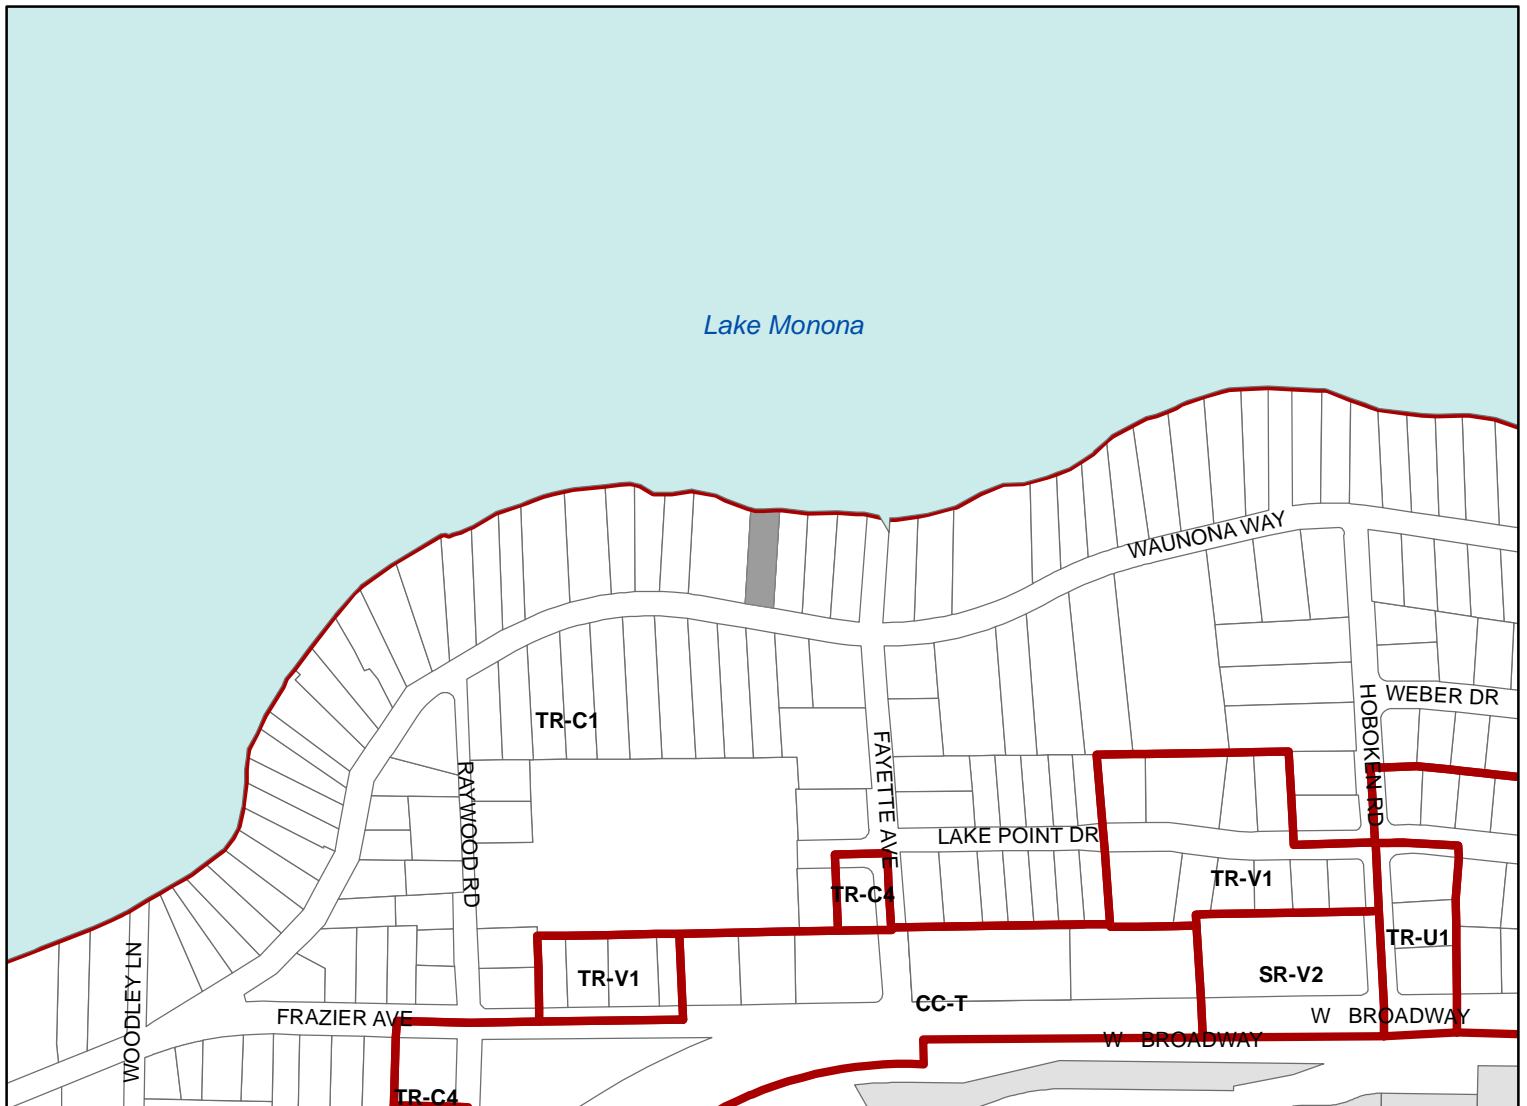 Lake Monona
WAUNONA WAY
WEBER DR
HOBOKEN RD
TR-C1
FAYETTE AVE
RAYWOOD RD
LAKE POINT DR
TR-V1
TR-C4
TR-U1
WOODLEY LN
TR-V1
SR-V2
CC-T
FRAZIER AVE
W BROADWAY
W BROADWAY
TR-C4